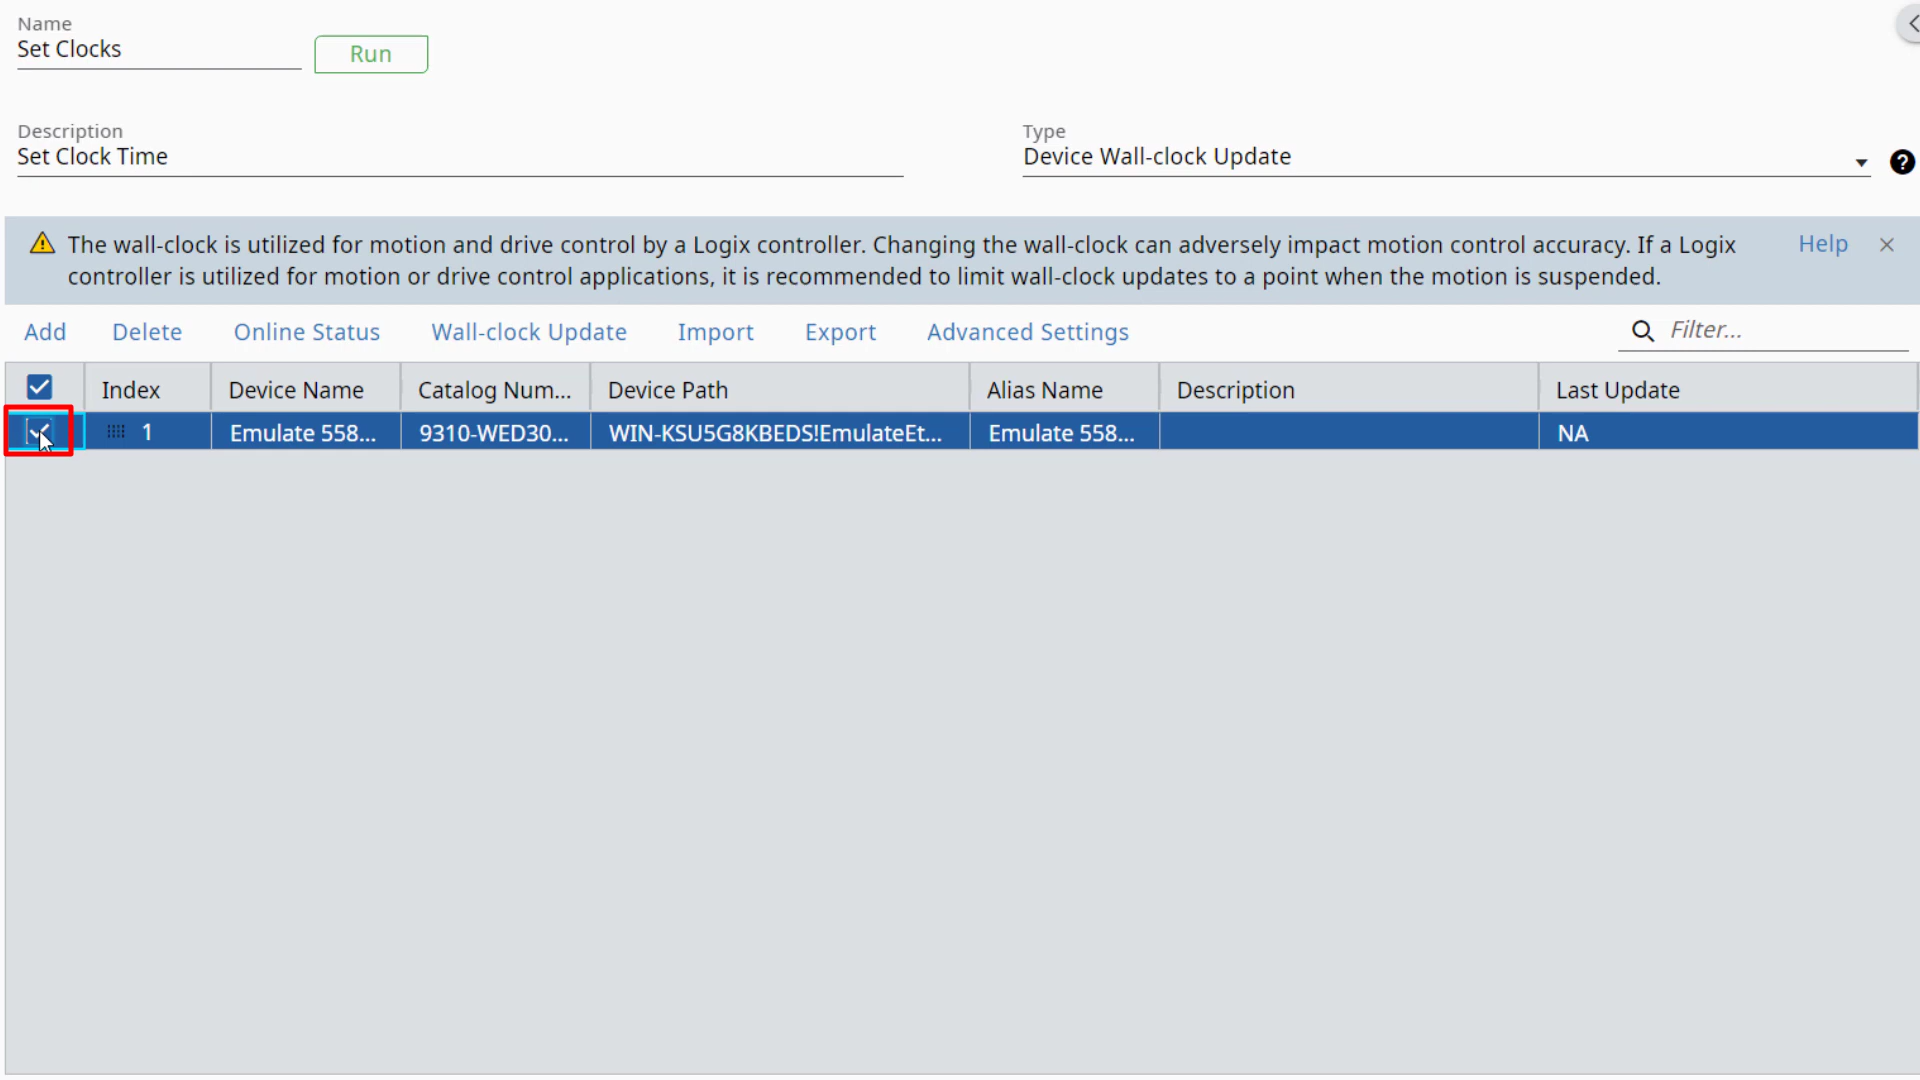 Name
Set Clocks
Run
Description
Set Clock Time
Type
Device Wall-clock Update
?
The wall-clock is utilized for motion and drive control by a Logix controller. Changing the wall-clock can adversely impact motion control accuracy. If a Logix
controller is utilized for motion or drive control applications, it is recommended to limit wall-clock updates to a point when the motion is suspended.
Help
Add Delete Online Status Wall-clock Update Import Export Advanced Settings Filter...
Index Device Name Catalog Num... Device Path Alias Name Description Last Update
1 Emulate 558... 9310-WED30... WIN-KSU5G8KBEDS!EmulateEt... Emulate 558... NA